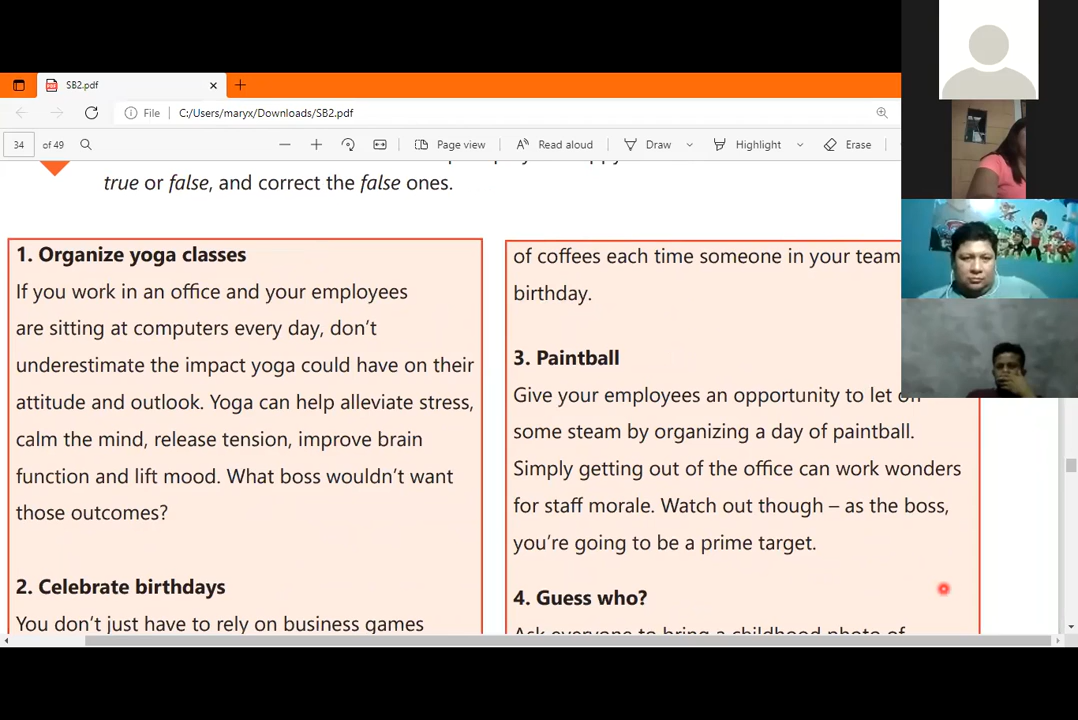 SB2.pdf
File
C:/Users/maryx/Downloads/SB2.pdf
34
of 49
Page view
Read aloud
Draw
Highlight
Erase
true or false, and correct the false ones.
1. Organize yoga classes
If you work in an office and your employees
are sitting at computers every day, don't
underestimate the impact yoga could have on their
attitude and outlook. Yoga can help alleviate stress,
calm the mind, release tension, improve brain
function and lift mood. What boss wouldn't want
those outcomes?
2. Celebrate birthdays
You don't just have to rely on business games
of coffees each time someone in your team
birthday.
3. Paintball
Give your employees an opportunity to let
some steam by organizing a day of paintball.
Simply getting out of the office can work wonders
for staff morale. Watch out though – as the boss,
you're going to be a prime target.
4. Guess who?
Ask everyone to bring a childhood photo of